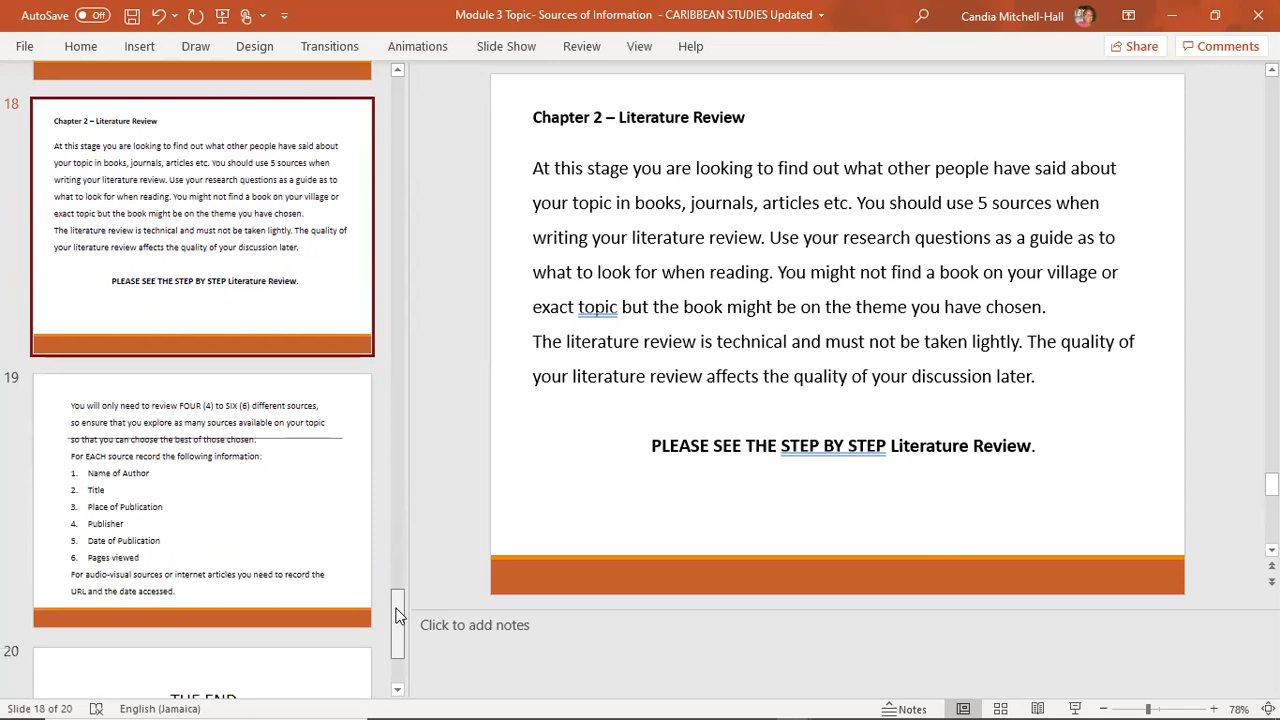 AutoSave Off
Module 3 Topic- Sources of Information - CARIBBEAN STUDIES Updated
Candia Mitchell-Hall
File Home Insert Draw Design Transitions Animations Slide Show Review View Help Share Comments
18
Chapter 2 – Literature Review
At this stage you are looking to find out what other people have said about
your topic in books, journals, articles etc. You should use 5 sources when
writing your literature review. Use your research questions as a guide as to
what to look for when reading. You might not find a book on your village or
exact topic but the book might be on the theme you have chosen.
The literature review is technical and must not be taken lightly. The quality of
your literature review affects the quality of your discussion later.
PLEASE SEE THE STEP BY STEP Literature Review.
19
You will only need to review FOUR (4) to SIX (6) different sources,
so ensure that you explore as many sources available on your topic
so that you can choose the best of those chosen.
For EACH source record the following information:
1. Name of Author
2. Title
3. Place of Publication
4. Publisher
5. Date of Publication
6. Pages viewed
For audio-visual sources or internet articles you need to record the
URL and the date accessed.
20
THE END
Chapter 2 – Literature Review
At this stage you are looking to find out what other people have said about
your topic in books, journals, articles etc. You should use 5 sources when
writing your literature review. Use your research questions as a guide as to
what to look for when reading. You might not find a book on your village or
exact topic but the book might be on the theme you have chosen.
The literature review is technical and must not be taken lightly. The quality of
your literature review affects the quality of your discussion later.
PLEASE SEE THE STEP BY STEP Literature Review.
Click to add notes
Slide 18 of 20 English (Jamaica) Notes 78%